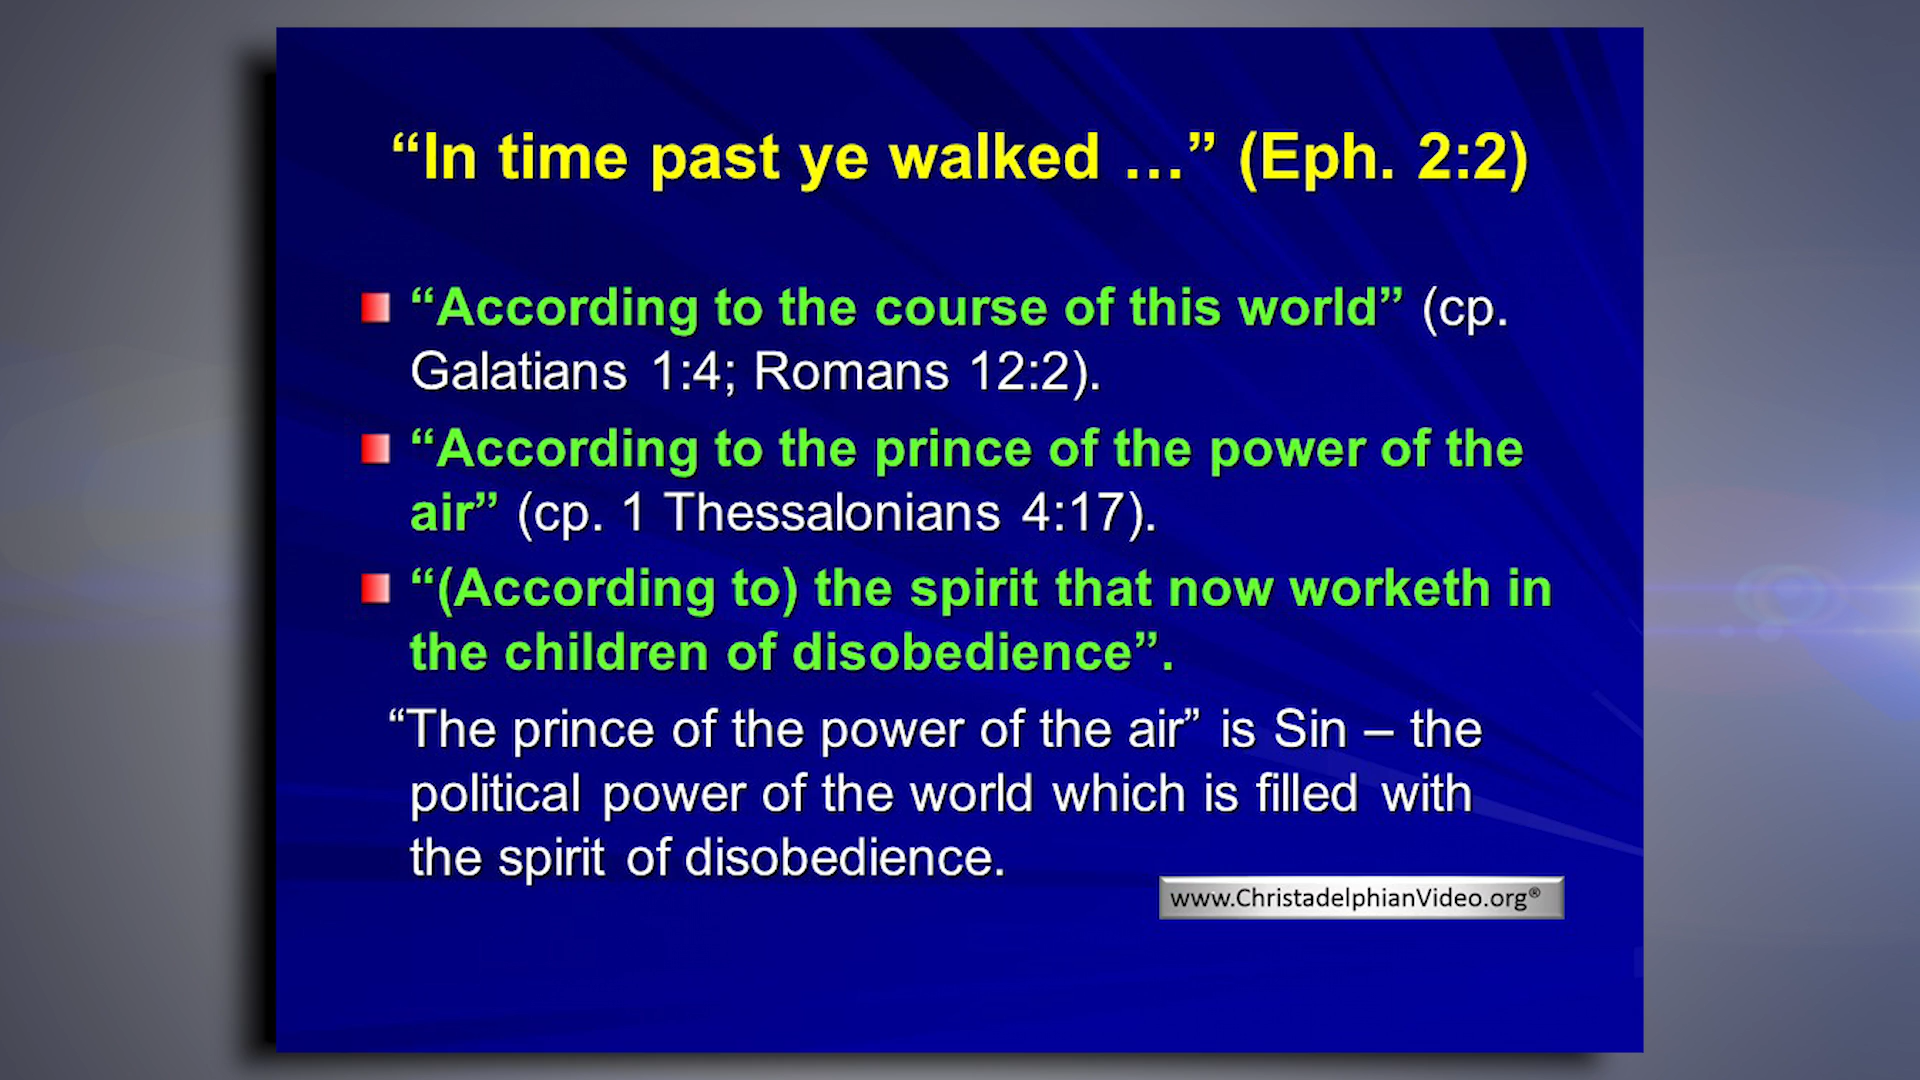 “In time past ye walked …” (Eph. 2:2)
“According to the course of this world” (cp.
Galatians 1:4; Romans 12:2).
“According to the prince of the power of the
air” (cp. 1 Thessalonians 4:17).
“(According to) the spirit that now worketh in
the children of disobedience”.
“The prince of the power of the air” is Sin – the
political power of the world which is filled with
the spirit of disobedience.
www.ChristadelphianVideo.org®